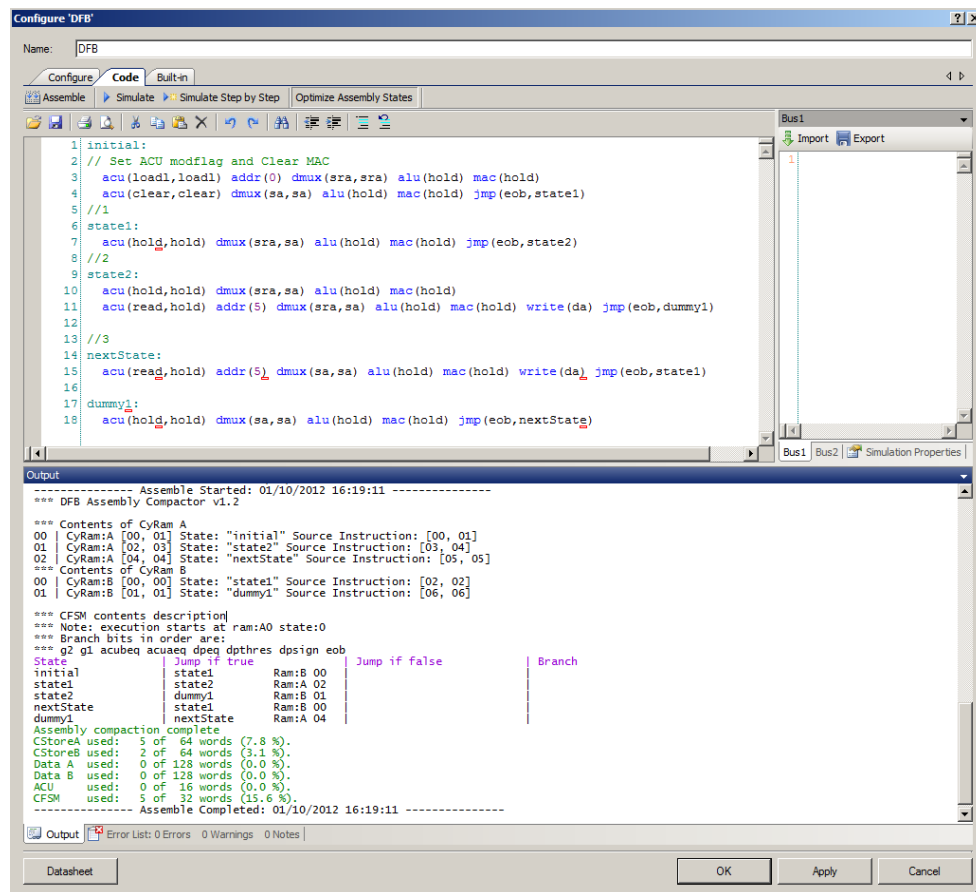 Configure 'DFB'
Name: DFB
Configure Code Built-in
Assemble Simulate Simulate Step by Step Optimize Assembly States
Bus1
Import Export
1
1 initial:
2 // Set ACU modflag and Clear MAC
3 acu(loadl,loadl) addr(0) dmux(sra,sra) alu(hold) mac(hold)
4 acu(clear,clear) dmux(sa,sa) alu(hold) mac(hold) jmp(eob,state1)
5 //1
6 state1:
7 acu(hold,hold) dmux(sra,sa) alu(hold) mac(hold) jmp(eob,state2)
8 //2
9 state2:
10 acu(hold,hold) dmux(sra,sa) alu(hold) mac(hold)
11 acu(read,hold) addr(5) dmux(sra,sa) alu(hold) mac(hold) write(da) jmp(eob,dummy1)
12
13 //3
14 nextState:
15 acu(read,hold) addr(5) dmux(sa,sa) alu(hold) mac(hold) write(da) jmp(eob,state1)
16
17 dummy1:
18 acu(hold,hold) dmux(sa,sa) alu(hold) mac(hold) jmp(eob,nextState)
Bus1 Bus2 Simulation Properties
Output
--------------- Assemble Started: 01/10/2012 16:19:11 ---------------
*** DFB Assembly Compactor v1.2
*** Contents of CyRam A
00 | CyRam:A [00, 01] State: "initial" Source Instruction: [00, 01]
01 | CyRam:A [02, 03] State: "state2" Source Instruction: [03, 04]
02 | CyRam:A [04, 04] State: "nextState" Source Instruction: [05, 05]
*** Contents of CyRam B
00 | CyRam:B [00, 00] State: "state1" Source Instruction: [02, 02]
01 | CyRam:B [01, 01] State: "dummy1" Source Instruction: [06, 06]
*** CFSM contents description
*** Note: execution starts at ram:A0 state:0
*** Branch bits in order are:
*** g2 g1 acubeq acuaeq dpeq dpthres dpsign eob
State | Jump if true | Jump if false | Branch
initial | state1 Ram:B 00 | |
state1 | state2 Ram:A 02 | |
state2 | dummy1 Ram:B 01 | |
nextState | state1 Ram:B 00 | |
dummy1 | nextState Ram:A 04 | |
Assembly compaction complete
CStoreA used: 5 of 64 words (7.8 %).
CStoreB used: 2 of 64 words (3.1 %).
Data A used: 0 of 128 words (0.0 %).
Data B used: 0 of 128 words (0.0 %).
ACU used: 0 of 16 words (0.0 %).
CFSM used: 5 of 32 words (15.6 %).
--------------- Assemble Completed: 01/10/2012 16:19:11 ---------------
Output Error List: 0 Errors 0 Warnings 0 Notes
Datasheet OK Apply Cancel